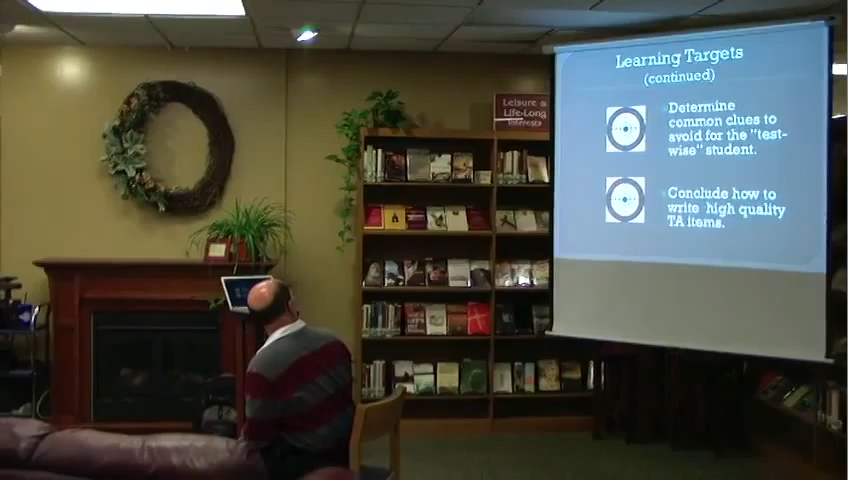 Learning Targets
(continued)
Determine
common clues to
avoid for the "test-
wise" student.
Conclude how to
write high quality
TA items.
Leisure &
Life-Long
Interests